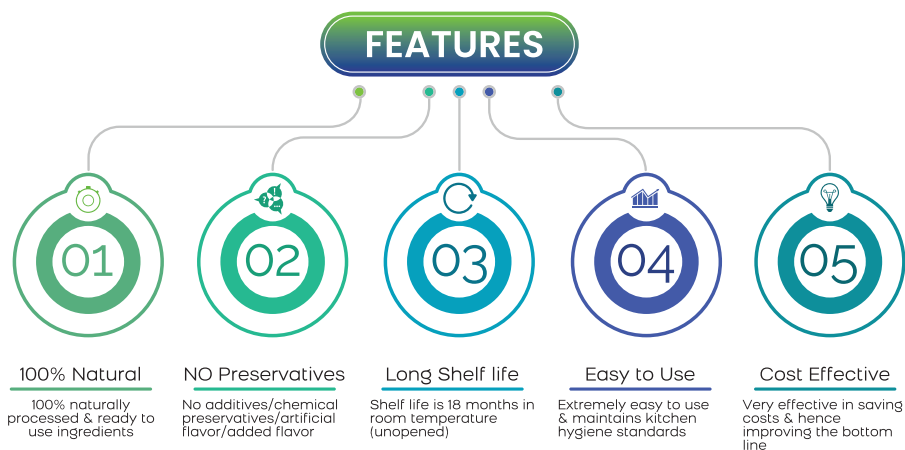 FEATURES
01
02
03
04
05
100% Natural
100% naturally
processed & ready to
use ingredients
NO Preservatives
No additives/chemical
preservatives/artificial
flavor/added flavor
Long Shelf life
Shelf life is 18 months in
room temperature
(unopened)
Easy to Use
Extremely easy to use
& maintains kitchen
hygiene standards
Cost Effective
Very effective in saving
costs & hence
improving the bottom
line